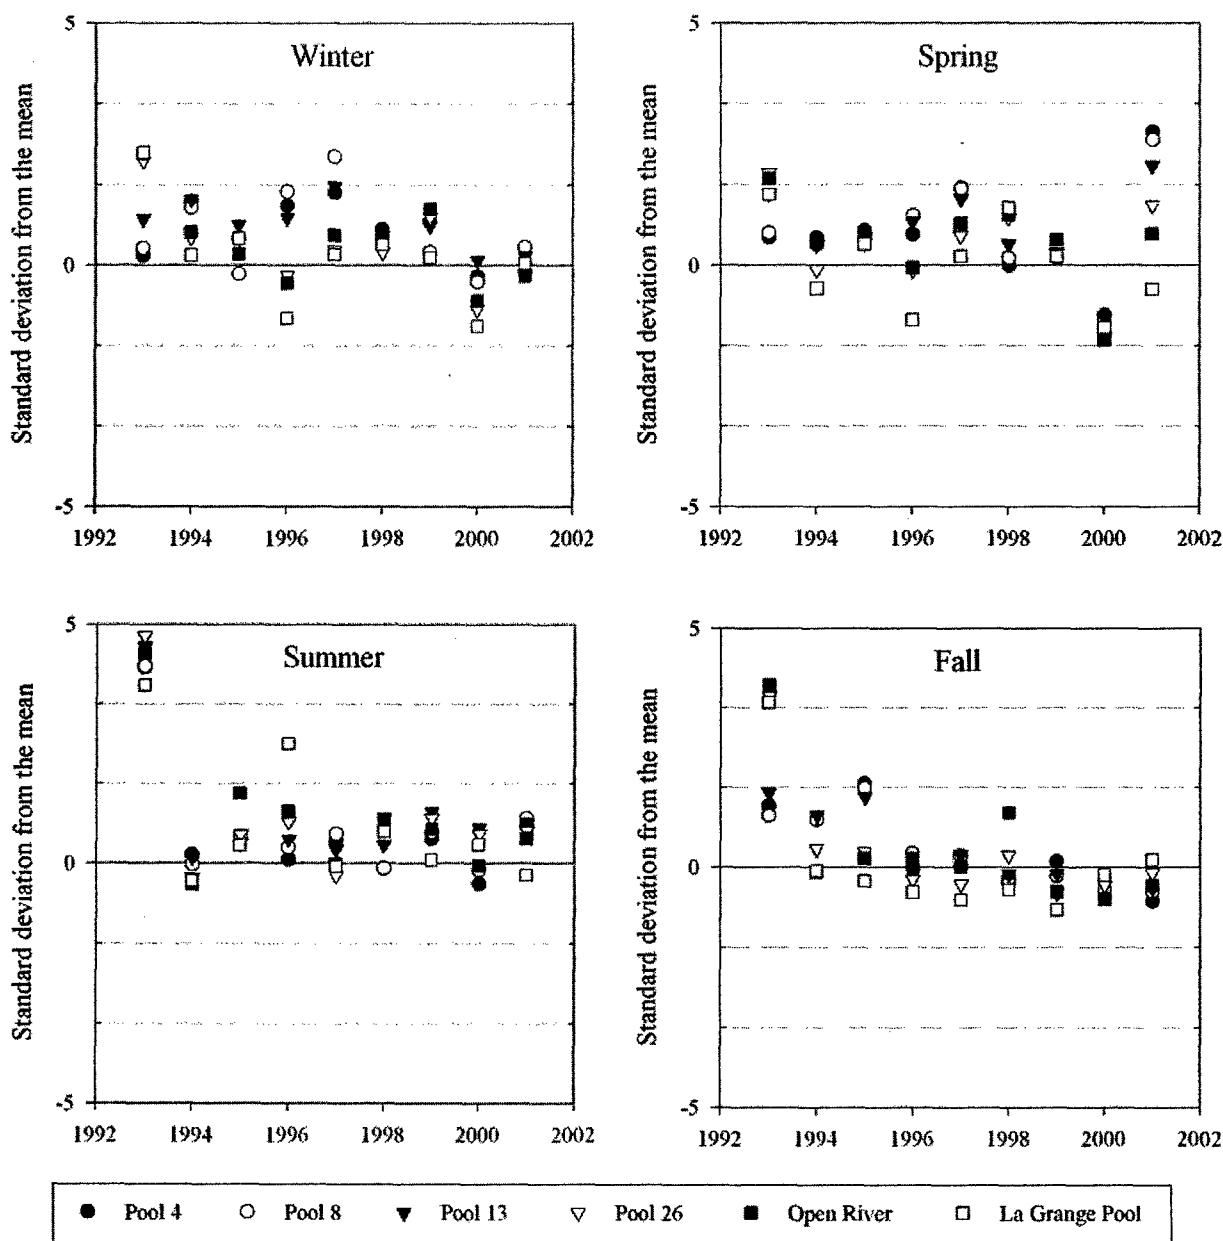 Winter
Standard deviation from the mean
5
0
-5
1992 1994 1996 1998 2000 2002
Spring
Standard deviation from the mean
5
0
-5
1992 1994 1996 1998 2000 2002
Summer
Standard deviation from the mean
5
0
-5
1992 1994 1996 1998 2000 2002
Fall
Standard deviation from the mean
5
0
-5
1992 1994 1996 1998 2000 2002
Pool 4 Pool 8 Pool 13 Pool 26 Open River La Grange Pool